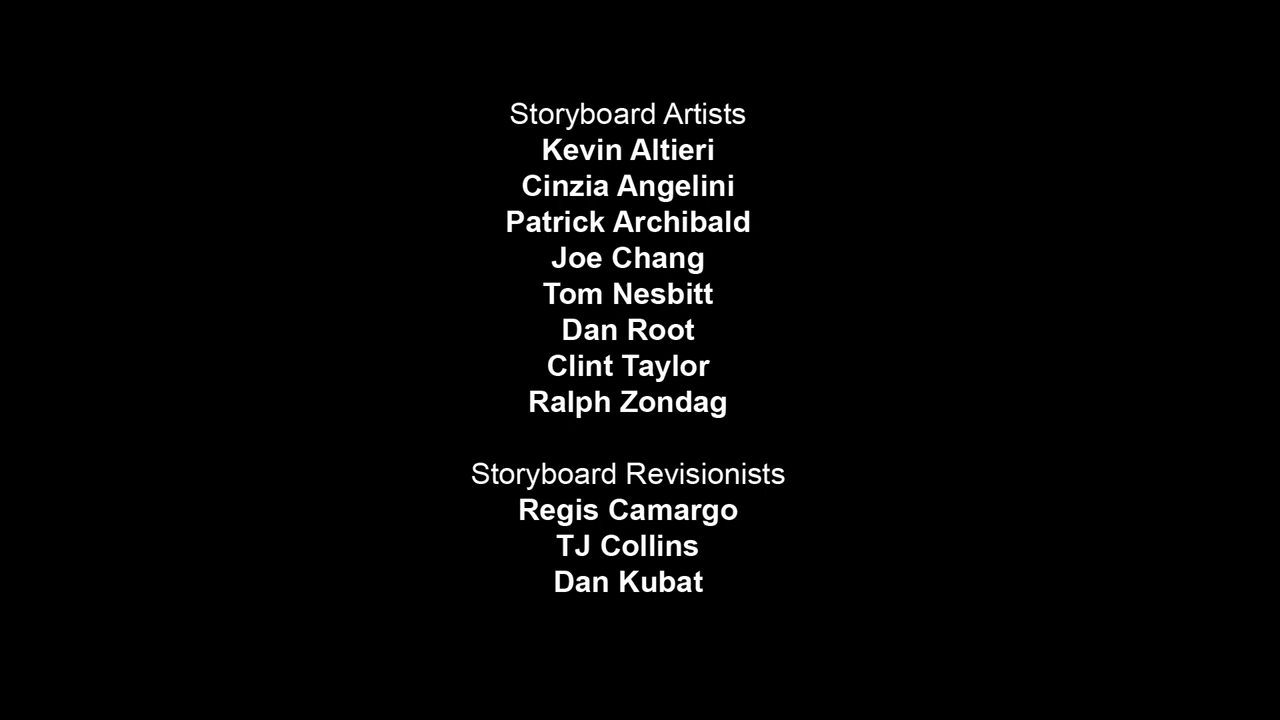 Storyboard Artists
Kevin Altieri
Cinzia Angelini
Patrick Archibald
Joe Chang
Tom Nesbitt
Dan Root
Clint Taylor
Ralph Zondag
Storyboard Revisionists
Regis Camargo
TJ Collins
Dan Kubat